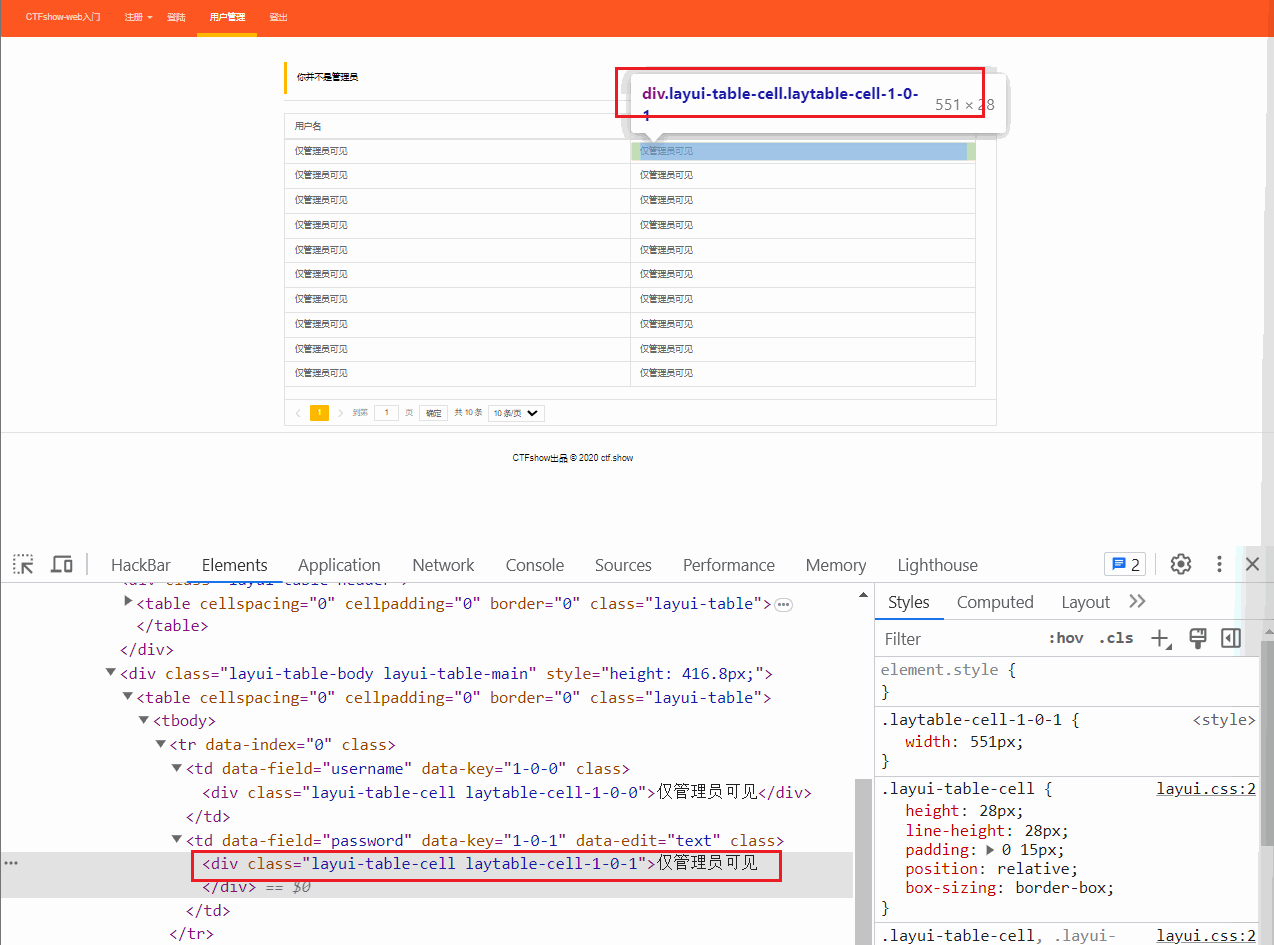 CTFshow-web入门 注册 登陆 用户管理 登出
你并不是管理员
div.layui-table-cell.laytable-cell-1-0-
1
551 × 28
用户名
仅管理员可见 仅管理员可见
仅管理员可见 仅管理员可见
仅管理员可见 仅管理员可见
仅管理员可见 仅管理员可见
仅管理员可见 仅管理员可见
仅管理员可见 仅管理员可见
仅管理员可见 仅管理员可见
仅管理员可见 仅管理员可见
仅管理员可见 仅管理员可见
仅管理员可见 仅管理员可见
1 到第 1 页 确定 共 10 条 10 条/页
CTFshow出品 © 2020 ctf.show
HackBar Elements Application Network Console Sources Performance Memory Lighthouse 2
<table cellspacing="0" cellpadding="0" border="0" class="layui-table">
</table>
</div>
<div class="layui-table-body layui-table-main" style="height: 416.8px;">
<table cellspacing="0" cellpadding="0" border="0" class="layui-table">
<tbody>
<tr data-index="0" class>
<td data-field="username" data-key="1-0-0" class>
<div class="layui-table-cell laytable-cell-1-0-0">仅管理员可见</div>
</td>
<td data-field="password" data-key="1-0-1" data-edit="text" class>
<div class="layui-table-cell laytable-cell-1-0-1">仅管理员可见
</div> == $0
</td>
</tr>
Styles Computed Layout
Filter :hov .cls
element.style {
}
.laytable-cell-1-0-1 { <style>
width: 551px;
}
.layui-table-cell { layui.css:2
height: 28px;
line-height: 28px;
padding: 0 15px;
position: relative;
box-sizing: border-box;
}
.layui-table-cell, .layui- layui.css:2